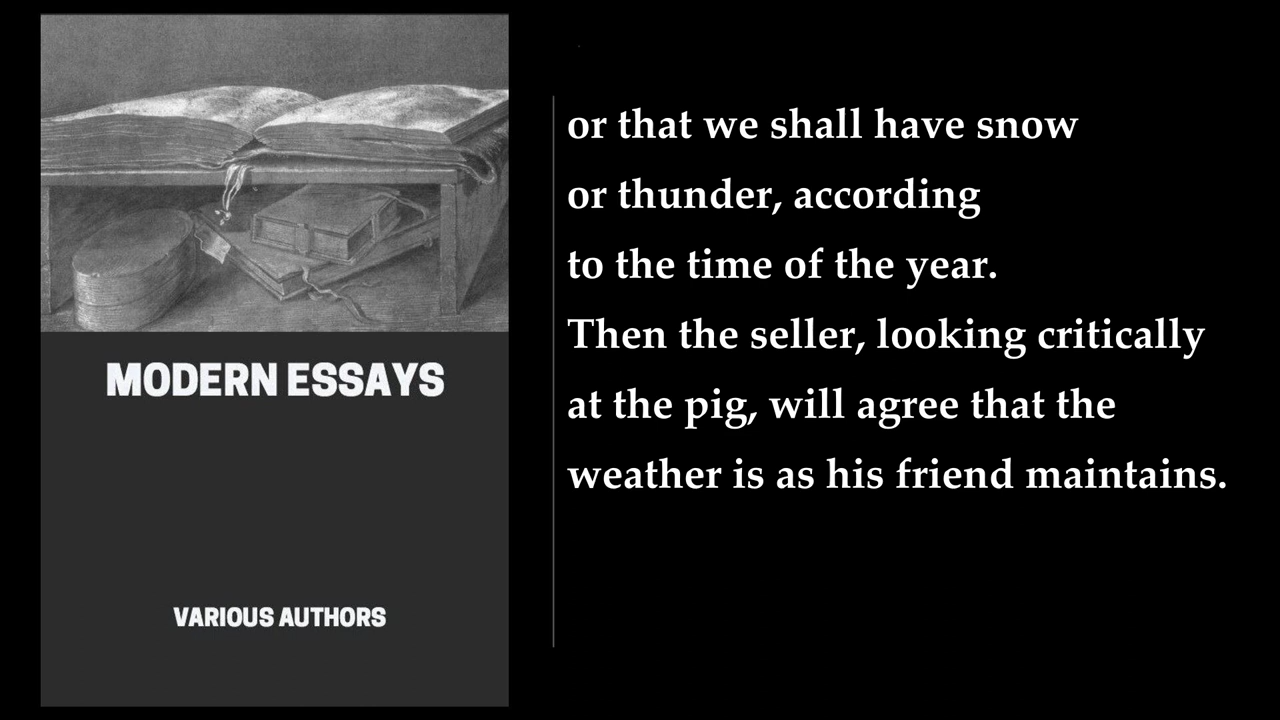 MODERN ESSAYS
VARIOUS AUTHORS
or that we shall have snow
or thunder, according
to the time of the year.
Then the seller, looking critically
at the pig, will agree that the
weather is as his friend maintains.